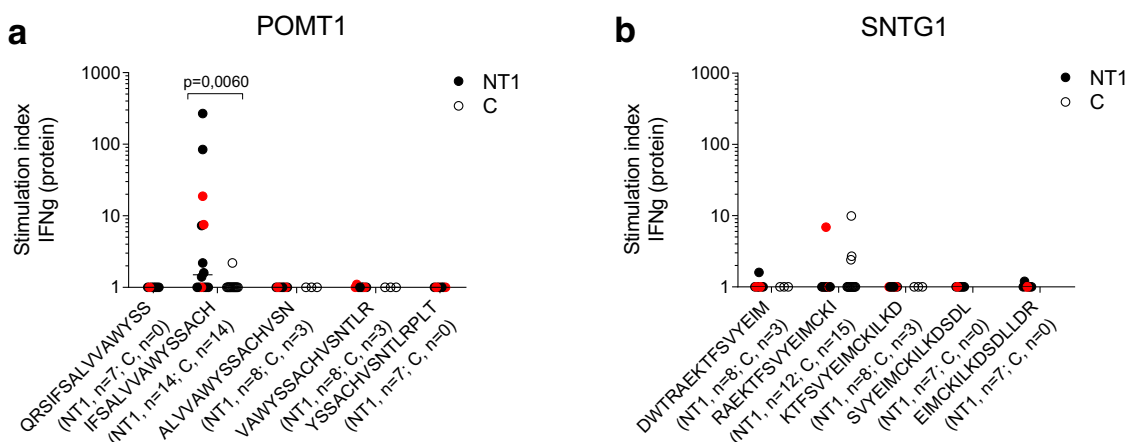 a
POMT1
Stimulation index
IFNg (protein)
1000
100
10
1
p=0,0060
NT1
C
QRSIFSALVVAWYSS
(NT1, n=7; C, n=0)
IFSALVVAWYSSACH
(NT1, n=14; C, n=14)
ALVVAWYSSACHVSN
(NT1, n=8; C, n=3)
VAWYSSACHVSNTLR
(NT1, n=8; C, n=3)
YSSACHVSNTLRPLT
(NT1, n=7; C, n=0)
b
SNTG1
Stimulation index
IFNg (protein)
1000
100
10
1
NT1
C
DWTRAEKTFSVYEIM
(NT1, n=8; C, n=3)
RAEKTFSVYEIMCKI
(NT1, n=12; C, n=15)
KTFSVYEIMCKILKD
(NT1, n=8; C, n=3)
SVYEIMCKILKDSDL
(NT1, n=7; C, n=0)
EIMCKILKDSDLLDR
(NT1, n=7; C, n=0)